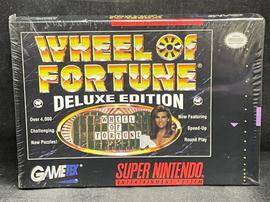 WHEEL OF
FORTUNE
DELUXE EDITION
Over 4,000
Challenging
New Puzzles!
WHEEL
OF
FORTUNE
Now Featuring
Speed-Up
Round Play
GAMETEK
SUPER NINTENDO
ENTERTAINMENT SYSTEM